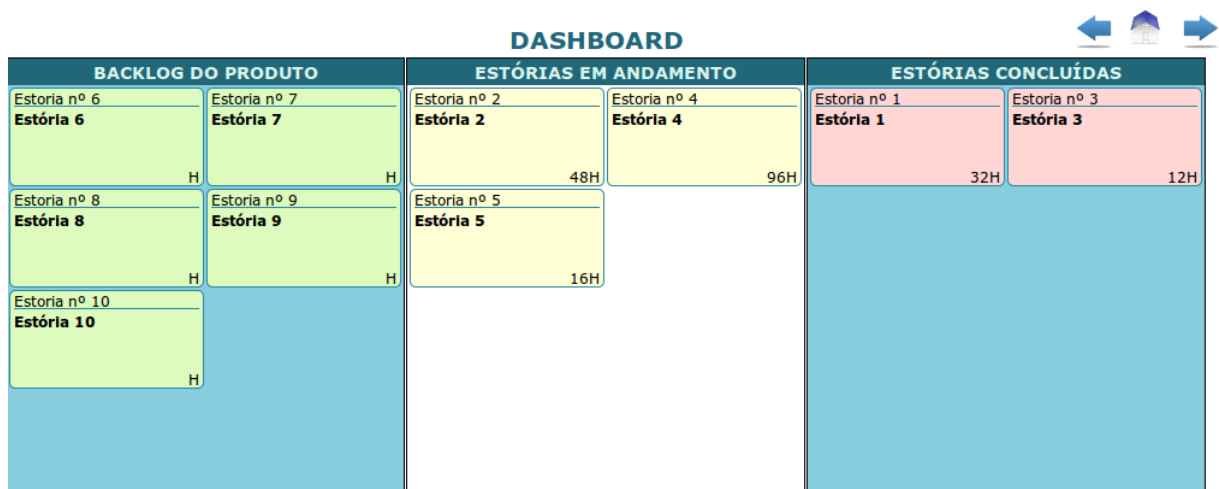 DASHBOARD
BACKLOG DO PRODUTO
Estoria nº 6
Estória 6
H
Estoria nº 7
Estória 7
H
Estoria nº 8
Estória 8
H
Estoria nº 9
Estória 9
H
Estoria nº 10
Estória 10
H
ESTÓRIAS EM ANDAMENTO
Estoria nº 2
Estória 2
48H
Estoria nº 4
Estória 4
96H
Estoria nº 5
Estória 5
16H
ESTÓRIAS CONCLUÍDAS
Estoria nº 1
Estória 1
32H
Estoria nº 3
Estória 3
12H